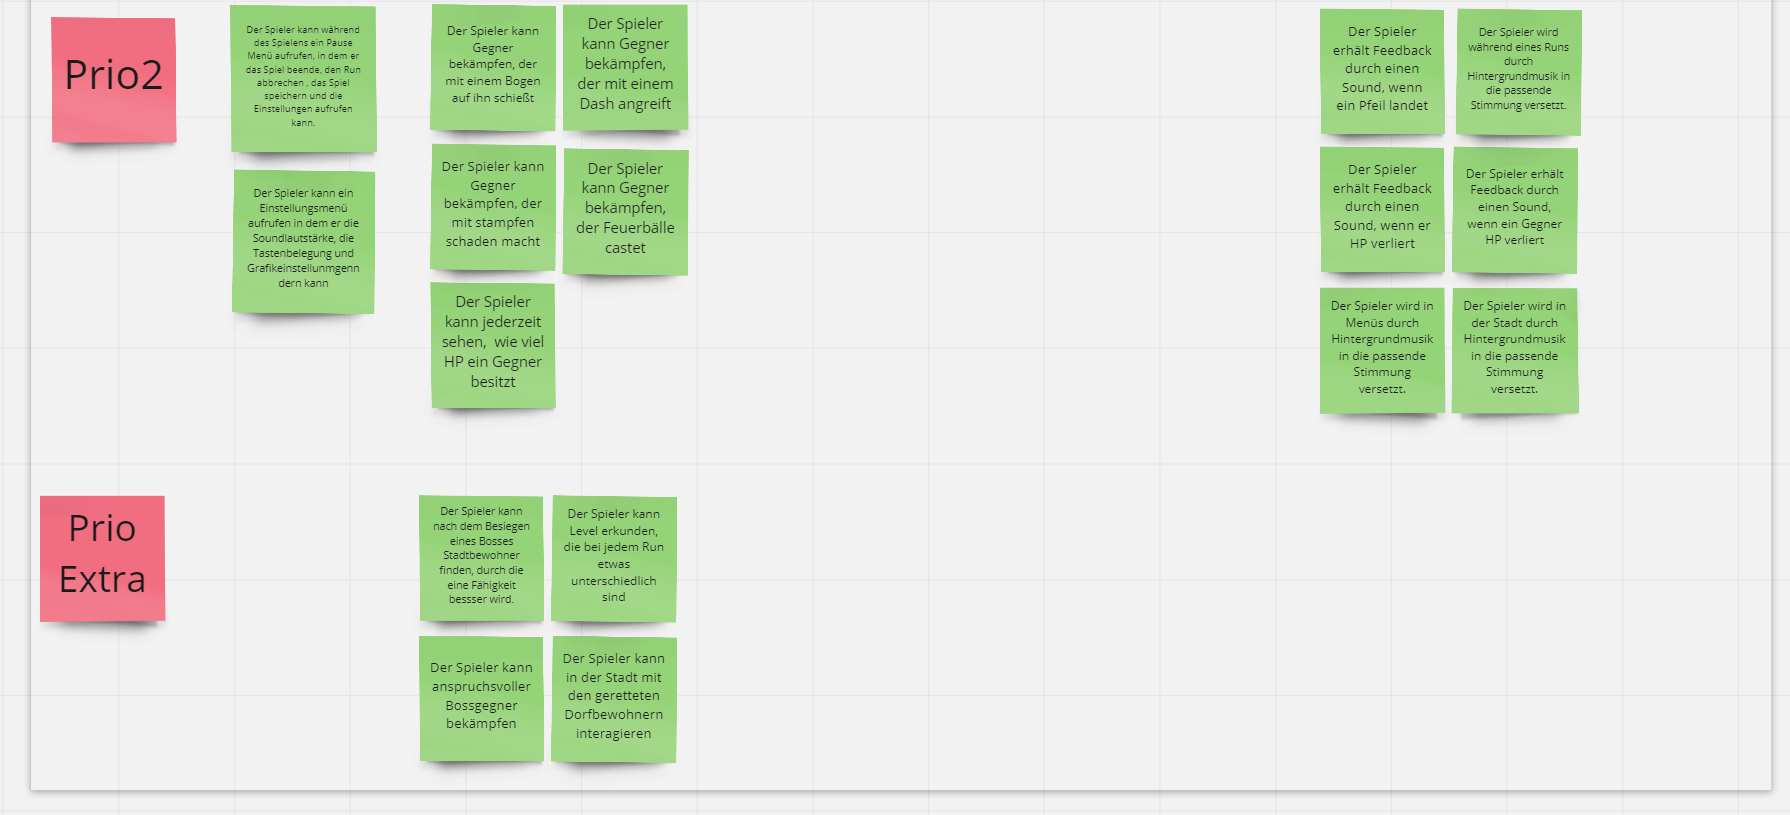 Prio2
Der Spieler kann während
des Spielens ein Pause
Menü aufrufen, in dem er
das Spiel beende, den Run
abbrechen , das Spiel
speichern und die
Einstellungen aufrufen
kann.
Der Spieler kann ein
Einstellungsmenü
aufrufen in dem er die
Soundlautstärke, die
Tastenbelegung und
Grafikeinstellunmgenn
dern kann
Der Spieler kann
Gegner
bekämpfen, der
mit einem Bogen
auf ihn schießt
Der Spieler
kann Gegner
bekämpfen,
der mit einem
Dash angreift
Der Spieler kann
Gegner
bekämpfen, der
mit stampfen
schaden macht
Der Spieler
kann Gegner
bekämpfen,
der Feuerbälle
castet
Der Spieler
kann jederzeit
sehen,  wie viel
HP ein Gegner
besitzt
Der Spieler
erhält Feedback
durch einen
Sound, wenn
ein Pfeil landet
Der Spieler wird
während eines Runs
durch
Hintergrundmusik in
die passende
Stimmung versetzt.
Der Spieler
erhält Feedback
durch einen
Sound, wenn er
HP verliert
Der Spieler erhält
Feedback durch
einen Sound,
wenn ein Gegner
HP verliert
Der Spieler wird in
Menüs durch
Hintergrundmusik
in die passende
Stimmung
versetzt.
Der Spieler wird in
der Stadt durch
Hintergrundmusik
in die passende
Stimmung
versetzt.
Prio
Extra
Der Spieler kann
nach dem Besiegen
eines Bosses
Stadtbewohner
finden, durch die
eine Fähigkeit
bessser wird.
Der Spieler kann
Level erkunden,
die bei jedem Run
etwas
unterschiedlich
sind
Der Spieler kann
anspruchsvoller
Bossgegner
bekämpfen
Der Spieler kann
in der Stadt mit
den geretteten
Dorfbewohnern
interagieren